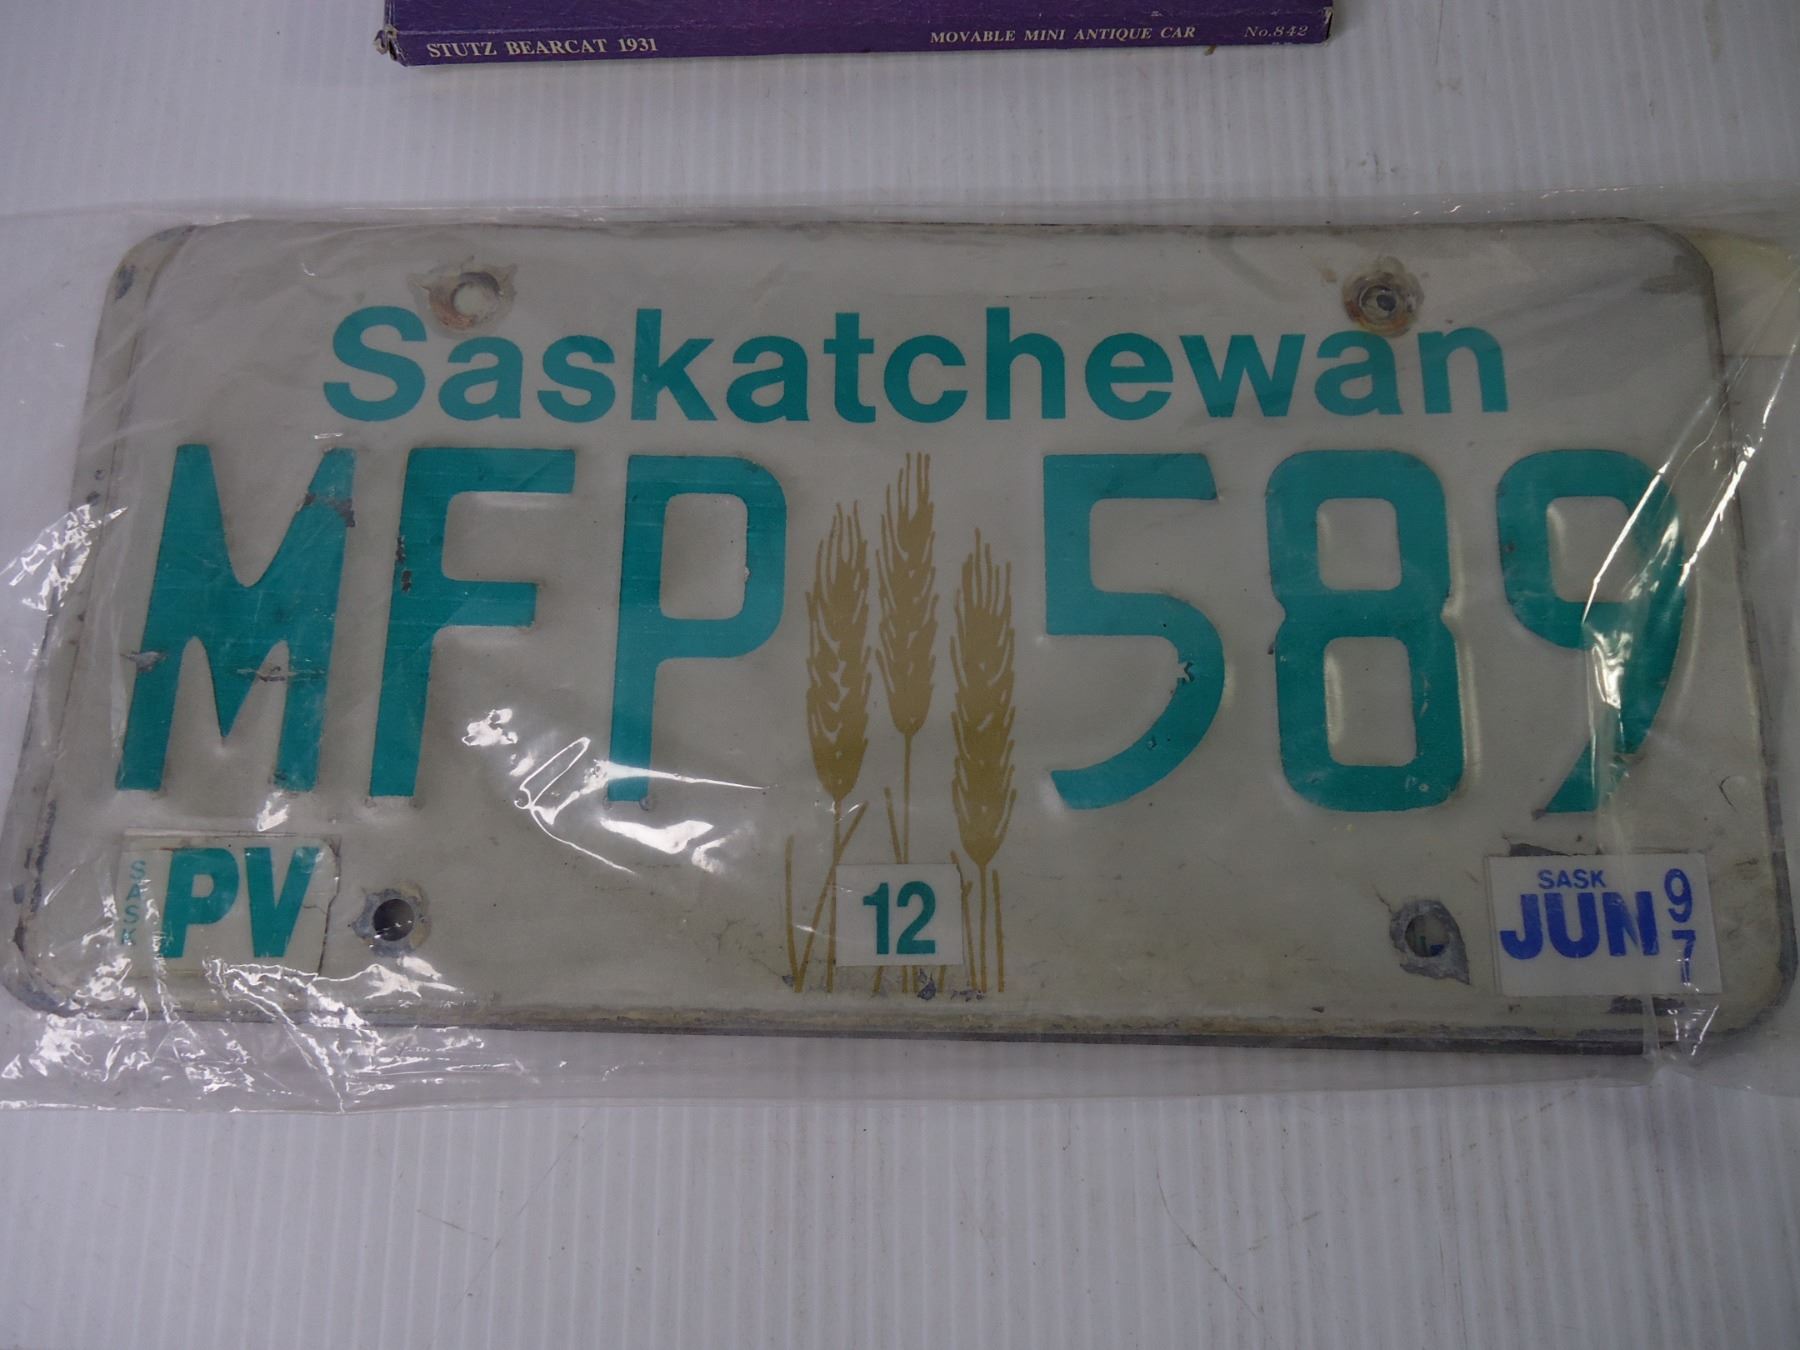 STUTZ BEARCAT 1931 MOVABLE MINI ANTIQUE CAR No.842
Saskatchewan
MFP 589
SASK PV
12
SASK
JUN 97